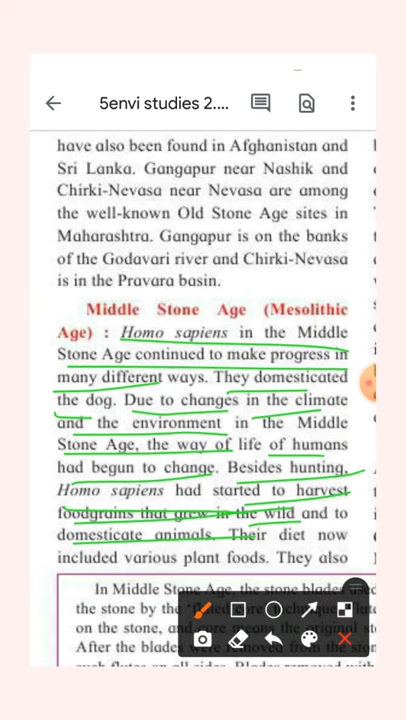 5envi studies 2....
have also been found in Afghanistan and
Sri Lanka. Gangapur near Nashik and
Chirki-Nevasa near Nevasa are among
the well-known Old Stone Age sites in
Maharashtra. Gangapur is on the banks
of the Godavari river and Chirki-Nevasa
is in the Pravara basin.
Middle Stone Age (Mesolithic
Age) : Homo sapiens in the Middle
Stone Age continued to make progress in
many different ways. They domesticated
the dog. Due to changes in the climate
and the environment in the Middle
Stone Age, the way of life of humans
had begun to change. Besides hunting,
Homo sapiens had started to harvest
foodgrains that grew in the wild and to
domesticate animals. Their diet now
included various plant foods. They also
In Middle Stone Age, the stone blades used
the stone by the
on the stone, and core means the original
After the blades were removed from the